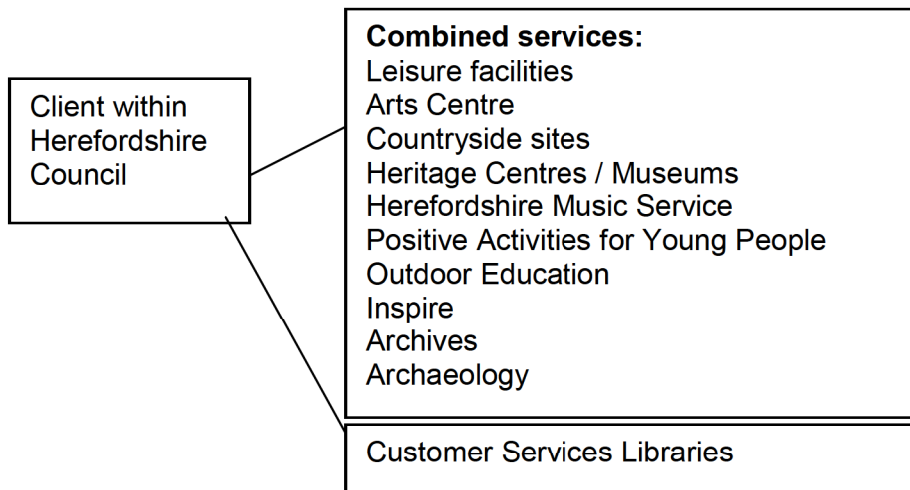 Client within
Herefordshire
Council
Combined services:
Leisure facilities
Arts Centre
Countryside sites
Heritage Centres / Museums
Herefordshire Music Service
Positive Activities for Young People
Outdoor Education
Inspire
Archives
Archaeology
Customer Services Libraries